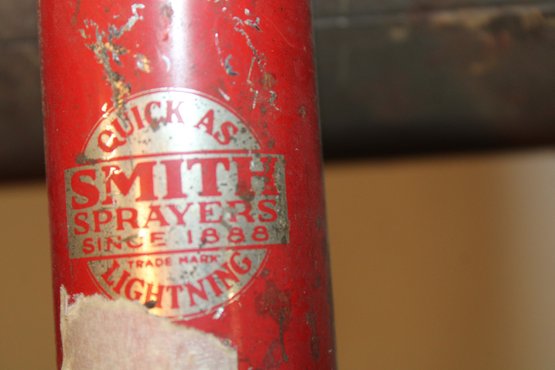 QUICK AS
SMITH
SPRAYERS
SINCE 1888
TRADE MARK
LIGHTNING